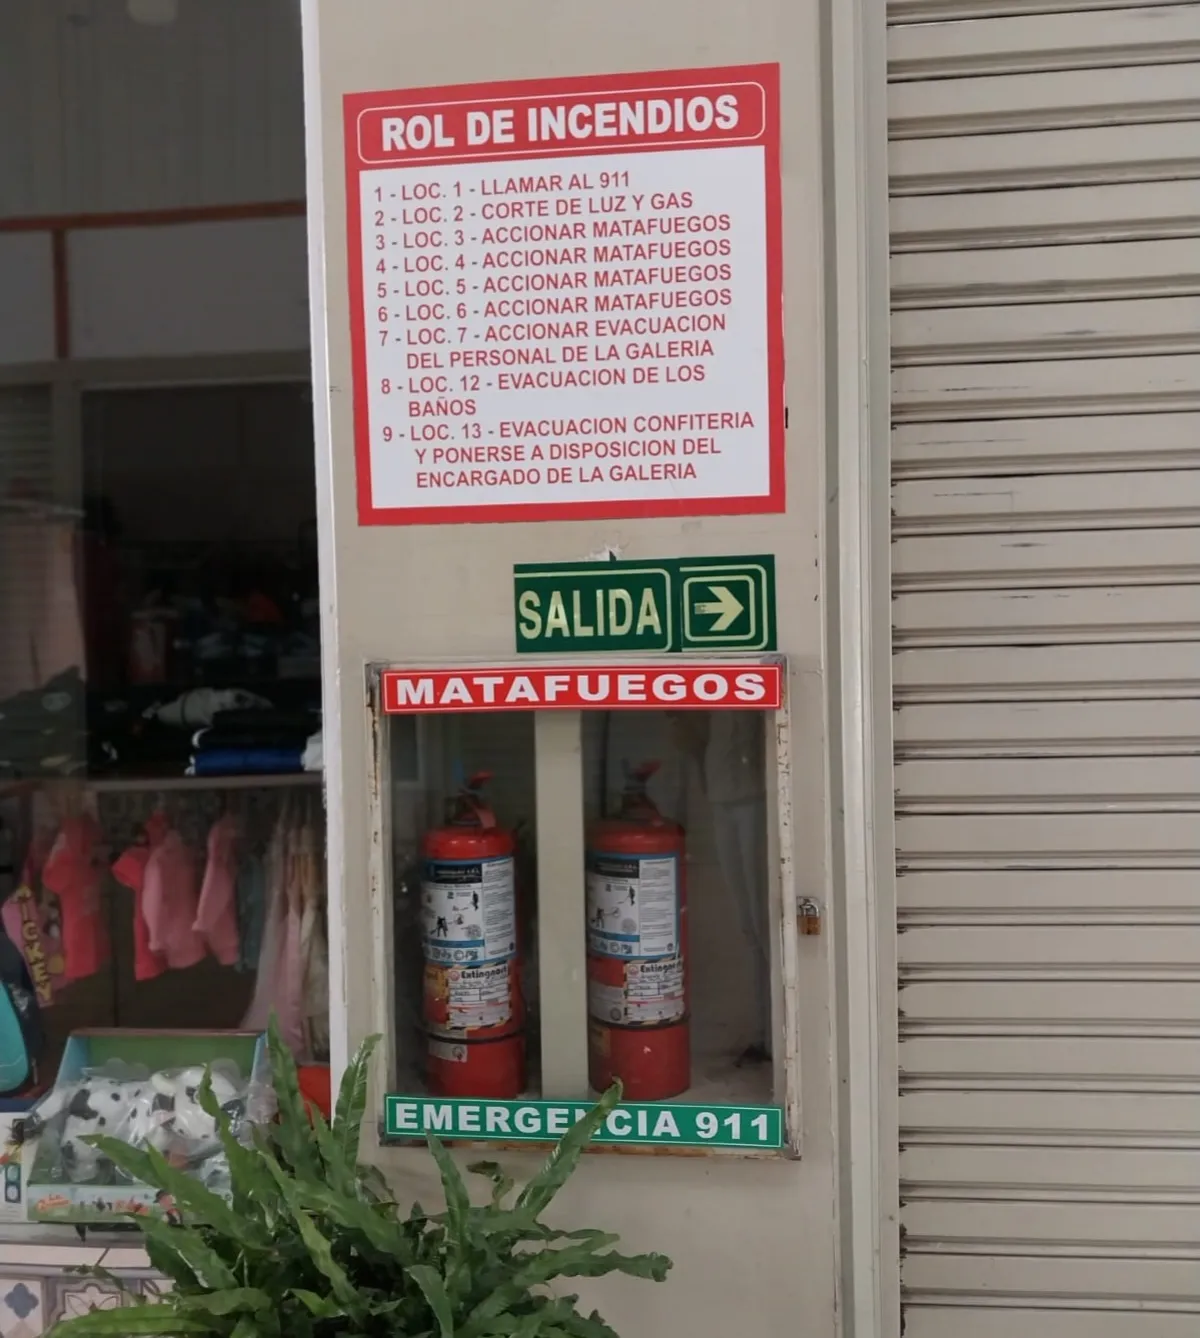 ROL DE INCENDIOS
1 - LOC. 1 - LLAMAR AL 911
2 - LOC. 2 - CORTE DE LUZ Y GAS
3 - LOC. 3 - ACCIONAR MATAFUEGOS
4 - LOC. 4 - ACCIONAR MATAFUEGOS
5 - LOC. 5 - ACCIONAR MATAFUEGOS
6 - LOC. 6 - ACCIONAR MATAFUEGOS
7 - LOC. 7 - ACCIONAR EVACUACION
DEL PERSONAL DE LA GALERIA
8 - LOC. 12 - EVACUACION DE LOS
BAÑOS
9 - LOC. 13 - EVACUACION CONFITERIA
Y PONERSE A DISPOSICION DEL
ENCARGADO DE LA GALERIA
SALIDA
MATAFUEGOS
EMERGENCIA 911